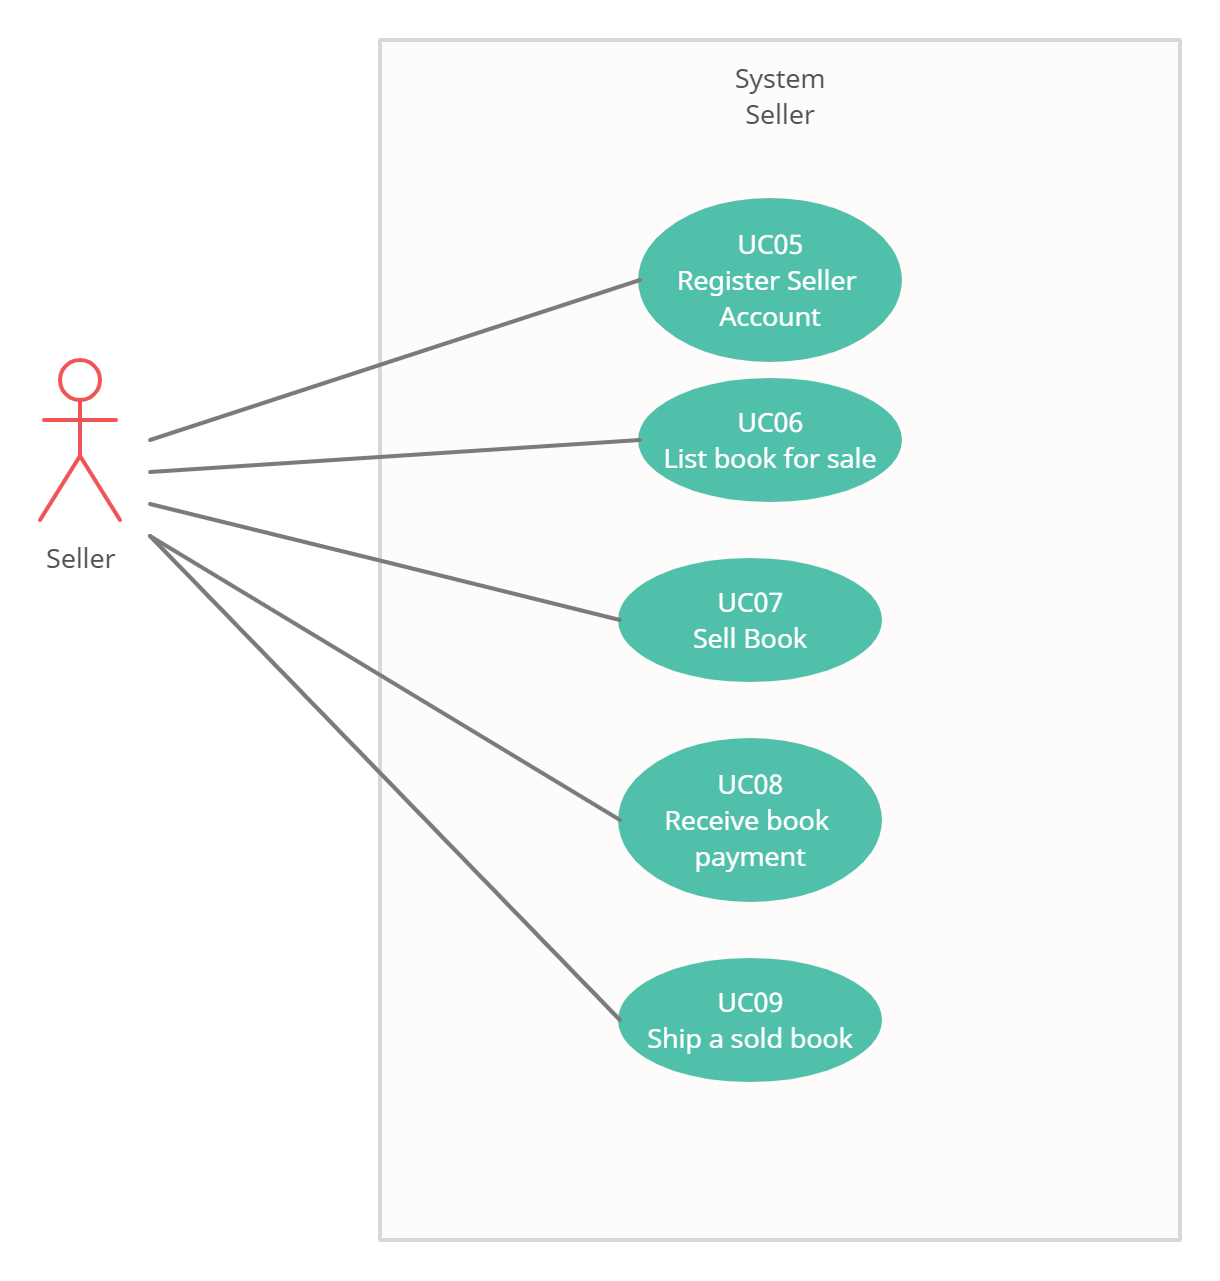 System
Seller
UC05
Register Seller
Account
UC06
List book for sale
Seller
UC07
Sell Book
UC08
Receive book
payment
UC09
Ship a sold book